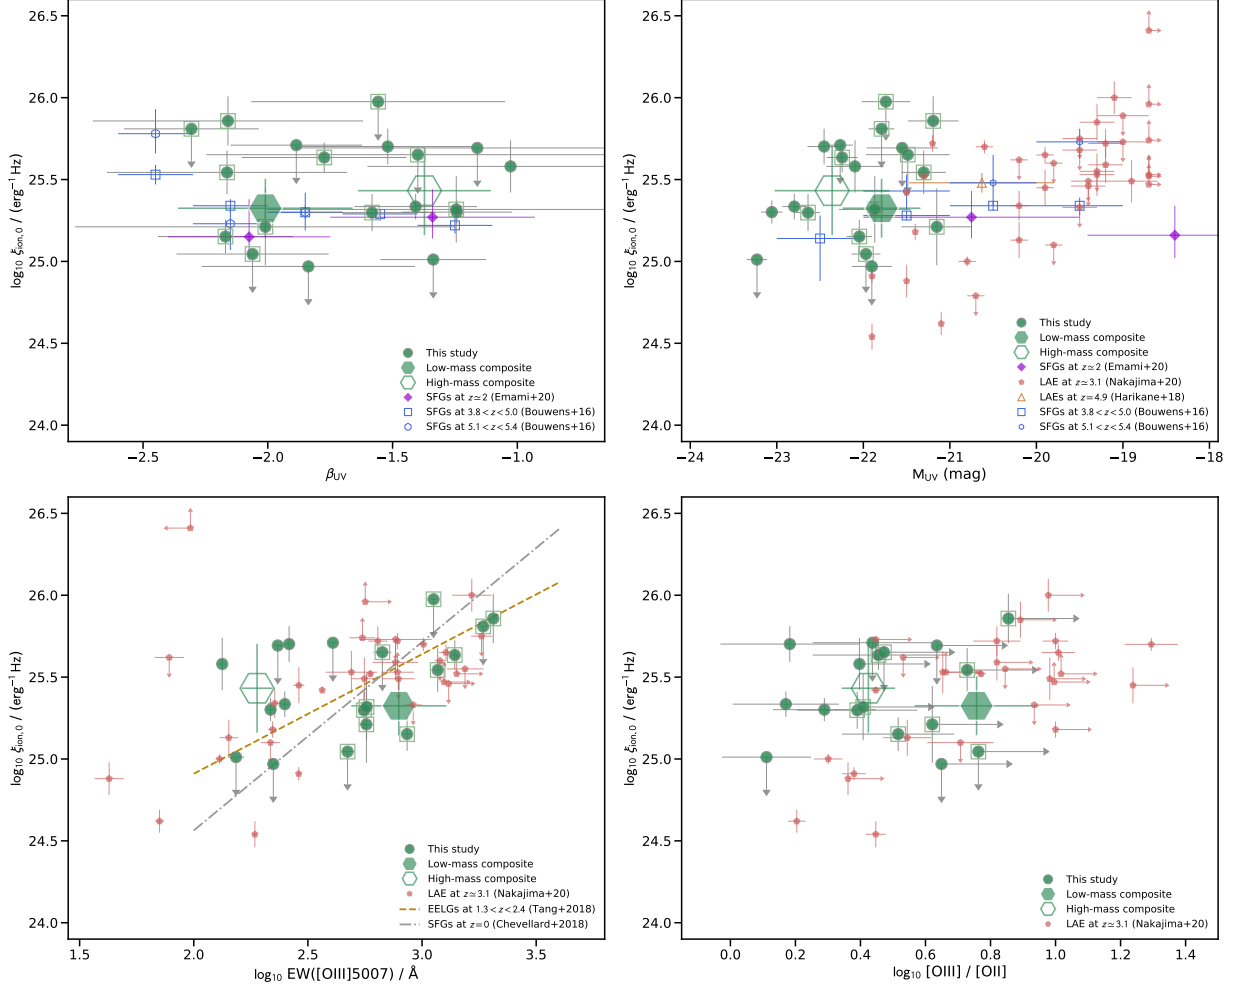 26.5
26.0
25.5
25.0
24.5
24.0
log₁₀ ξion,0 / (erg⁻¹ Hz)
−2.5
−2.0
−1.5
−1.0
βUV
This study
Low-mass composite
High-mass composite
SFGs at z≃2 (Emami+20)
SFGs at 3.8<z<5.0 (Bouwens+16)
SFGs at 5.1<z<5.4 (Bouwens+16)
26.5
26.0
25.5
25.0
24.5
24.0
log₁₀ ξion,0 / (erg⁻¹ Hz)
−24
−23
−22
−21
−20
−19
−18
MUV (mag)
This study
Low-mass composite
High-mass composite
SFGs at z≃2 (Emami+20)
LAE at z≃3.1 (Nakajima+20)
LAEs at z=4.9 (Harikane+18)
SFGs at 3.8<z<5.0 (Bouwens+16)
SFGs at 5.1<z<5.4 (Bouwens+16)
26.5
26.0
25.5
25.0
24.5
24.0
log₁₀ ξion,0 / (erg⁻¹ Hz)
1.5
2.0
2.5
3.0
3.5
log₁₀ EW([OIII]5007) / Å
This study
Low-mass composite
High-mass composite
LAE at z≃3.1 (Nakajima+20)
EELGs at 1.3<z<2.4 (Tang+2018)
SFGs at z=0 (Chevellard+2018)
26.5
26.0
25.5
25.0
24.5
24.0
log₁₀ ξion,0 / (erg⁻¹ Hz)
0.0
0.2
0.4
0.6
0.8
1.0
1.2
1.4
log₁₀ [OIII] / [OII]
This study
Low-mass composite
High-mass composite
LAE at z≃3.1 (Nakajima+20)